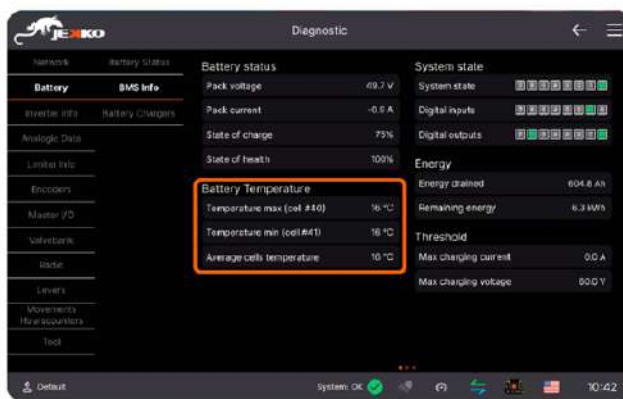 JEKKO
Diagnostic
Network
Battery Status
Battery
BMS Info
Inverter Info
Battery Chargers
Analogic Data
Limiter Info
Encoders
Master I/O
Valvebank
Radio
Levers
Movements
Hourscounters
Tool
Battery status
Pack voltage 49.7 V
Pack current -0.9 A
State of charge 75%
State of health 100%
Battery Temperature
Temperature max (cell #40) 16 °C
Temperature min (cell #41) 16 °C
Average cells temperature 16 °C
System state
System state
Digital inputs
Digital outputs
Energy
Energy drained 604.8 Ah
Remaining energy 6.3 kWh
Threshold
Max charging current 0.0 A
Max charging voltage 60.0 V
Default
System: OK
10:42